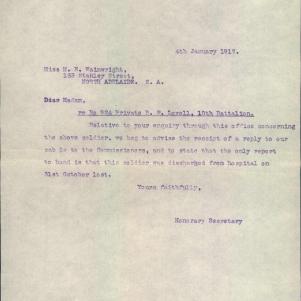 4th January 1917.
Miss M. E. Wainwright,
Stanley Street,
NORTH ADELAIDE. S. A.
Dear Madam,
re No Private Lovell, 10th Battalion.
Relative to your enquiry through this office concerning
the above soldier, we beg to advise the receipt of a reply to our
cable to the Commissioners, and to state that the only report
to hand is that this soldier was discharged from hospital on
31st October last.
Yours faithfully,
Honorary Secretary